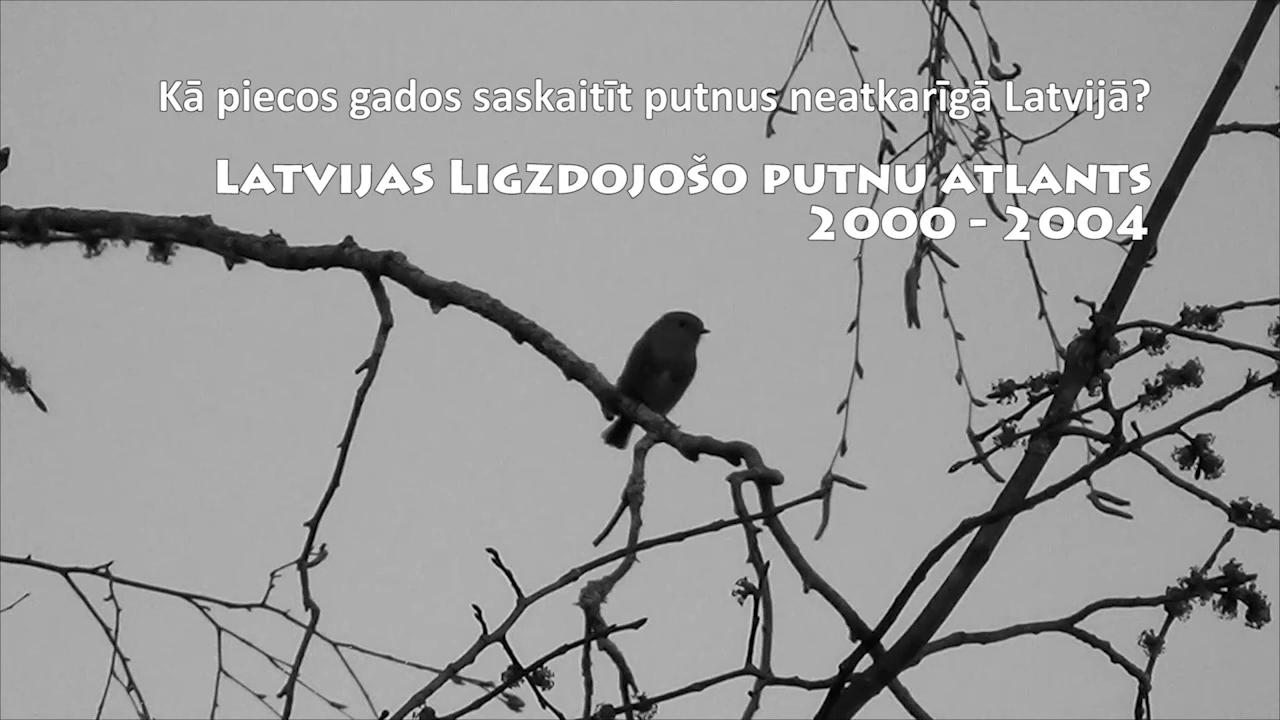 Kā piecos gados saskaitīt putnus neatkarīgā Latvijā?
Latvijas Ligzdojošo putnu atlants
2000 - 2004